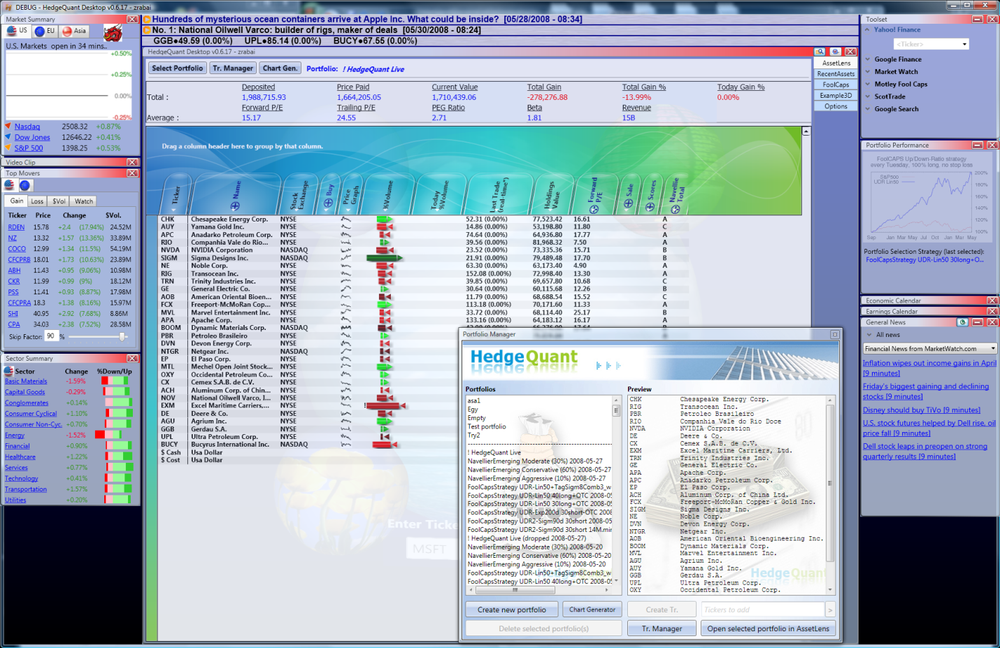 DEBUG - HedgeQuant Desktop v0.6.17 - zrabai
Market Summary
US EU Asia
U.S. Markets open in 34 mins..
+0.50%
+0.25%
0.00%
-0.25%
Nasdaq 2508.32 +0.87%
Dow Jones 12646.22 +0.41%
S&P 500 1398.25 +0.53%
Video Clip
Top Movers
Gain Loss $Vol Watch
Ticker Price Change $Vol.
RDEN 15.78 +2.4 (17.94%) 24.52M
NZ 13.32 +1.57 (13.36%) 33.89M
COCO 12.99 +1.34 (11.5%) 54.19M
CFCPRB 18.01 +1.73 (10.63%) 23.89M
ABH 11.43 +0.95 (9.06%) 10.98M
CKR 11.99 +0.99 (9%) 18.12M
PSS 11.41 +0.93 (8.87%) 17.98M
CFCPRA 18.3 +1.38 (8.16%) 15.97M
SHI 40.95 +2.92 (7.68%) 8.86M
CPA 34.03 +2.38 (7.52%) 28.58M
Skip Factor: 90 %
Sector Summary
Sector Change %Down/Up
Basic Materials -1.59%
Capital Goods -0.29%
Conglomerates +0.14%
Consumer Cyclical +1.10%
Consumer Non-Cyc. +0.70%
Energy -1.52%
Financial +0.90%
Healthcare +1.22%
Services +0.77%
Technology +0.41%
Transportation +1.57%
Utilities +0.20%
Hundreds of mysterious ocean containers arrive at Apple Inc. What could be inside? [05/28/2008 - 08:34]
No. 1: National Oilwell Varco: builder of rigs, maker of deals [05/30/2008 - 08:24]
GGB●49.59 (0.00%) UPL●85.14 (0.00%) BUCY●67.55 (0.00%)
HedgeQuant Desktop v0.6.17 - zrabai
Select Portfolio Tr. Manager Chart Gen. Portfolio: ! HedgeQuant Live
Deposited Price Paid Current Value Total Gain Total Gain % Today Gain %
Total : 1,988,715.93 1,664,205.05 1,710,439.06 -278,276.88 -13.99% 0.00%
Forward P/E Trailing P/E PEG Ratio Beta Revenue
Average : 15.17 24.55 2.71 1.81 15B
AssetLens
RecentAssets
FoolCaps
Example3D
Options
Drag a column header here to group by that column.
Ticker Name Stock Exchange Buy Price Graph %Volume Today %Volume Last Trade (real-time*) Holdings Value Forward P/E Sale Scores Navellie Total
CHK Chesapeake Energy Corp. NYSE 52.31 (0.00%) 77,523.42 16.61 A
AUY Yamana Gold Inc. NYSE 14.86 (0.00%) 53,198.80 11.80 C
APC Anadarko Petroleum Corp. NYSE 74.64 (0.00%) 64,936.80 17.77 A
RIO Companhia Vale do Rio... NYSE 39.56 (0.00%) 81,968.32 7.50 A
NVDA NVIDIA Corporation NASDAQ 23.52 (0.00%) 73,335.36 15.71 B
SIGM Sigma Designs Inc. NASDAQ 21.91 (0.00%) 79,489.48 17.70 B
NE Noble Corp. NYSE 63.30 (0.00%) 63,173.40 4.90 A
RIG Transocean Inc. NYSE 152.08 (0.00%) 72,998.40 13.30 A
TRN Trinity Industries Inc. NYSE 39.85 (0.00%) 69,657.80 10.68 C
GE General Electric Co. NYSE 30.64 (0.00%) 60,115.68 12.26 B
AOB American Oriental Bioen... NYSE 11.79 (0.00%) 68,688.54 15.52 C
FCX Freeport-McMoRan Cop... NYSE 113.18 (0.00%) 70,171.60 11.33 A
MVL Marvel Entertainment Inc. NYSE 33.72 (0.00%) 68,114.40 25.17 B
APA Apache Corp. NYSE 133.16 (0.00%) 64,183.12 16.17 A
BOOM Dynamic Materials Corp. NASDAQ B
PBR Petroleo Brasileiro NYSE
DVN Devon Energy Corp. NYSE
NTGR Netgear Inc. NASDAQ
EP El Paso Corp. NYSE
MTL Mechel Open Joint Stock... NYSE
OXY Occidental Petroleum Co... NYSE
CX Cemex S.A.B. de C.V. NYSE
ACH Aluminum Corp. of Chin... NYSE
NOV National Oilwell Varco, I... NYSE
EXM Excel Maritime Carriers,... NYSE
DE Deere & Co. NYSE
AGU Agrium Inc. NYSE
GGB Gerdau S.A. NYSE
UPL Ultra Petroleum Corp. NYSE
BUCY Bucyrus International Inc. NASDAQ
$ Cash Usa Dollar
$ Cost Usa Dollar
Enter Ticke
MSFT
Portfolio Manager
HedgeQuant
Portfolios
asa1
Egy
Empty
Test portfolio
Try2
! HedgeQuant Live
NavellierEmerging Moderate (30%) 2008-05-27
NavellierEmerging Conservative (60%) 2008-05-27
NavellierEmerging Aggressive (10%) 2008-05-27
FoolCapsStrategy UDR-Lin50+TagSigm8Comb3_w
FoolCapsStrategy UDR-Lin50 40long+OTC 2008-05
FoolCapsStrategy UDR-Lin50 30long+OTC 2008-05
FoolCapsStrategy UDR-Exp200d 30short-OTC 2008
FoolCapsStrategy UDR2-Sigm90d 30short 2008-05
FoolCapsStrategy UDR2-Sigm90d 30short 14M.mir
! HedgeQuant Live (dropped 2008-05-27)
NavellierEmerging Moderate (30%) 2008-05-20
NavellierEmerging Conservative (60%) 2008-05-20
NavellierEmerging Aggressive (10%) 2008-05-20
FoolCapsStrategy UDR-Lin50+TagSigm8Comb3_w
FoolCapsStrategy UDR-Lin50 40long+OTC 2008-05
Preview
CHK Chesapeake Energy Corp.
RIG Transocean Inc.
PBR Petroleo Brasileiro
RIO Companhia Vale do Rio Doce
NVDA NVIDIA Corporation
DE Deere & Co.
CX Cemex S.A.B. de C.V.
EXM Excel Maritime Carriers, Ltd.
TRN Trinity Industries Inc.
GE General Electric Co.
APA Apache Corp.
APC Anadarko Petroleum Corp.
EP El Paso Corp.
ACH Aluminum Corp. of China Ltd.
FCX Freeport-McMoRan Copper & Gold Inc.
SIGM Sigma Designs Inc.
NE Noble Corp.
DVN Devon Energy Corp.
NTGR Netgear Inc.
AOB American Oriental Bioengineering Inc.
BOOM Dynamic Materials Corp.
MVL Marvel Entertainment Inc.
AGU Agrium Inc.
AUY Yamana Gold Inc.
GGB Gerdau S.A.
UPL Ultra Petroleum Corp.
OXY Occidental Petroleum Corp.
HedgeQuant
Create new portfolio Chart Generator Create Tr. Tickers to add >
Delete selected portfolio(s) Tr. Manager Open selected portfolio in AssetLens
Toolset
Yahoo! Finance
<Ticker>
Google Finance
Market Watch
Motley Fool Caps
ScotTrade
Google Search
Portfolio Performance
FoolCAPS Up/Down-Ratio strategy
every Tuesday, 100% long, no stop loss
S&P500
UDR Lin50
200%
180%
160%
140%
120%
100%
Sep Jan Mar May Jul Oct Jan Mar May
Portfolio Selection Strategy (last selected):
FoolCapsStrategy UDR-Lin50 30long+O...
Economic Calendar
Earnings Calendar
General News
All news
Financial News from MarketWatch.com
Inflation wipes out income gains in April
[9 minutes]
Friday's biggest gaining and declining
stocks [9 minutes]
Disney should buy TiVo [9 minutes]
U.S. stock futures helped by Dell rise, oil
price fall [9 minutes]
Dell stock leaps in preopen on strong
quarterly results [9 minutes]